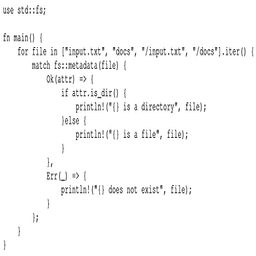 use std::fs;

fn main() {
    for file in ["input.txt", "docs", "/input.txt", "/docs"].iter() {
        match fs::metadata(file) {
            Ok(attr) => {
                if attr.is_dir() {
                    println!("{} is a directory", file);
                }else {
                    println!("{} is a file", file);
                }
            },
            Err(_) => {
                println!("{} does not exist", file);
            }
        };
    }
}